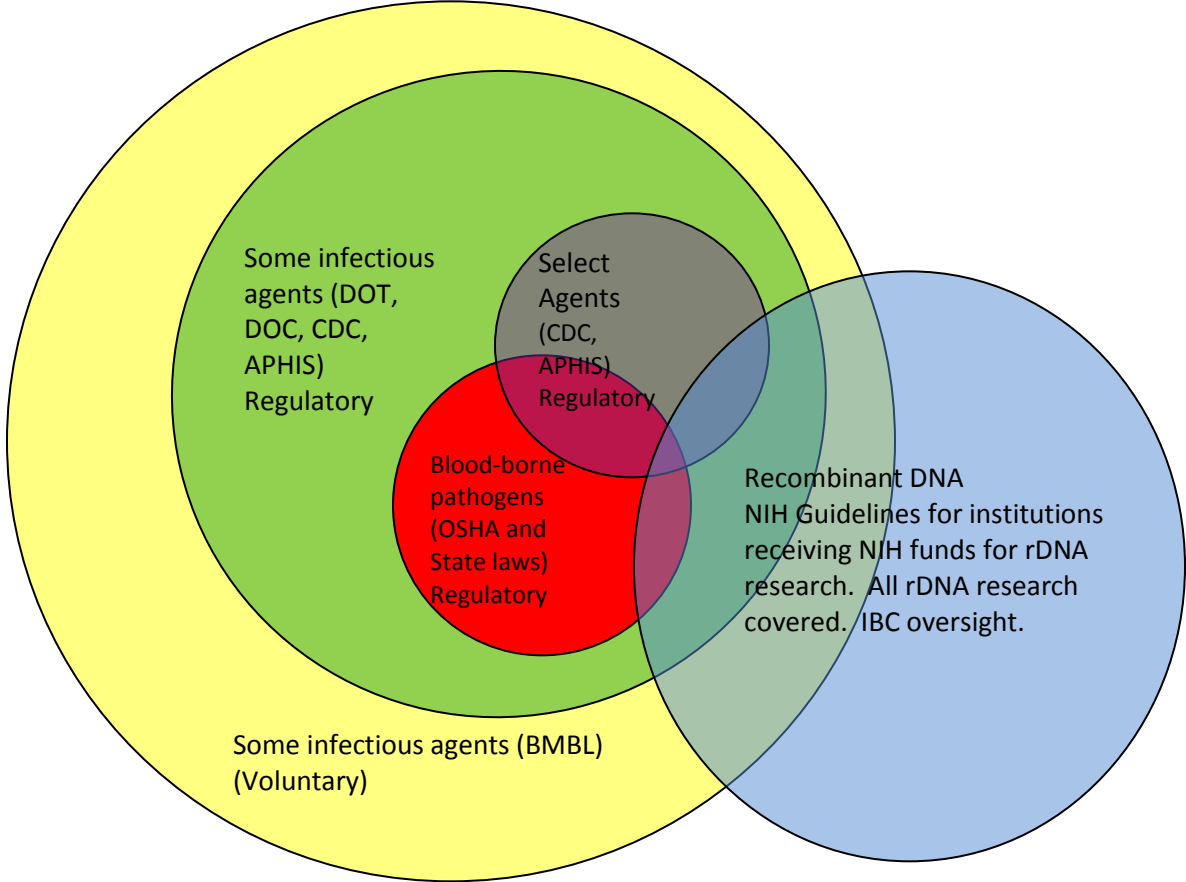 Some infectious
agents (DOT,
DOC, CDC,
APHIS)
Regulatory
Select
Agents
(CDC,
APHIS)
Regulatory
Blood-borne
pathogens
(OSHA and
State laws)
Regulatory
Recombinant DNA
NIH Guidelines for institutions
receiving NIH funds for rDNA
research.  All rDNA research
covered.  IBC oversight.
Some infectious agents (BMBL)
(Voluntary)